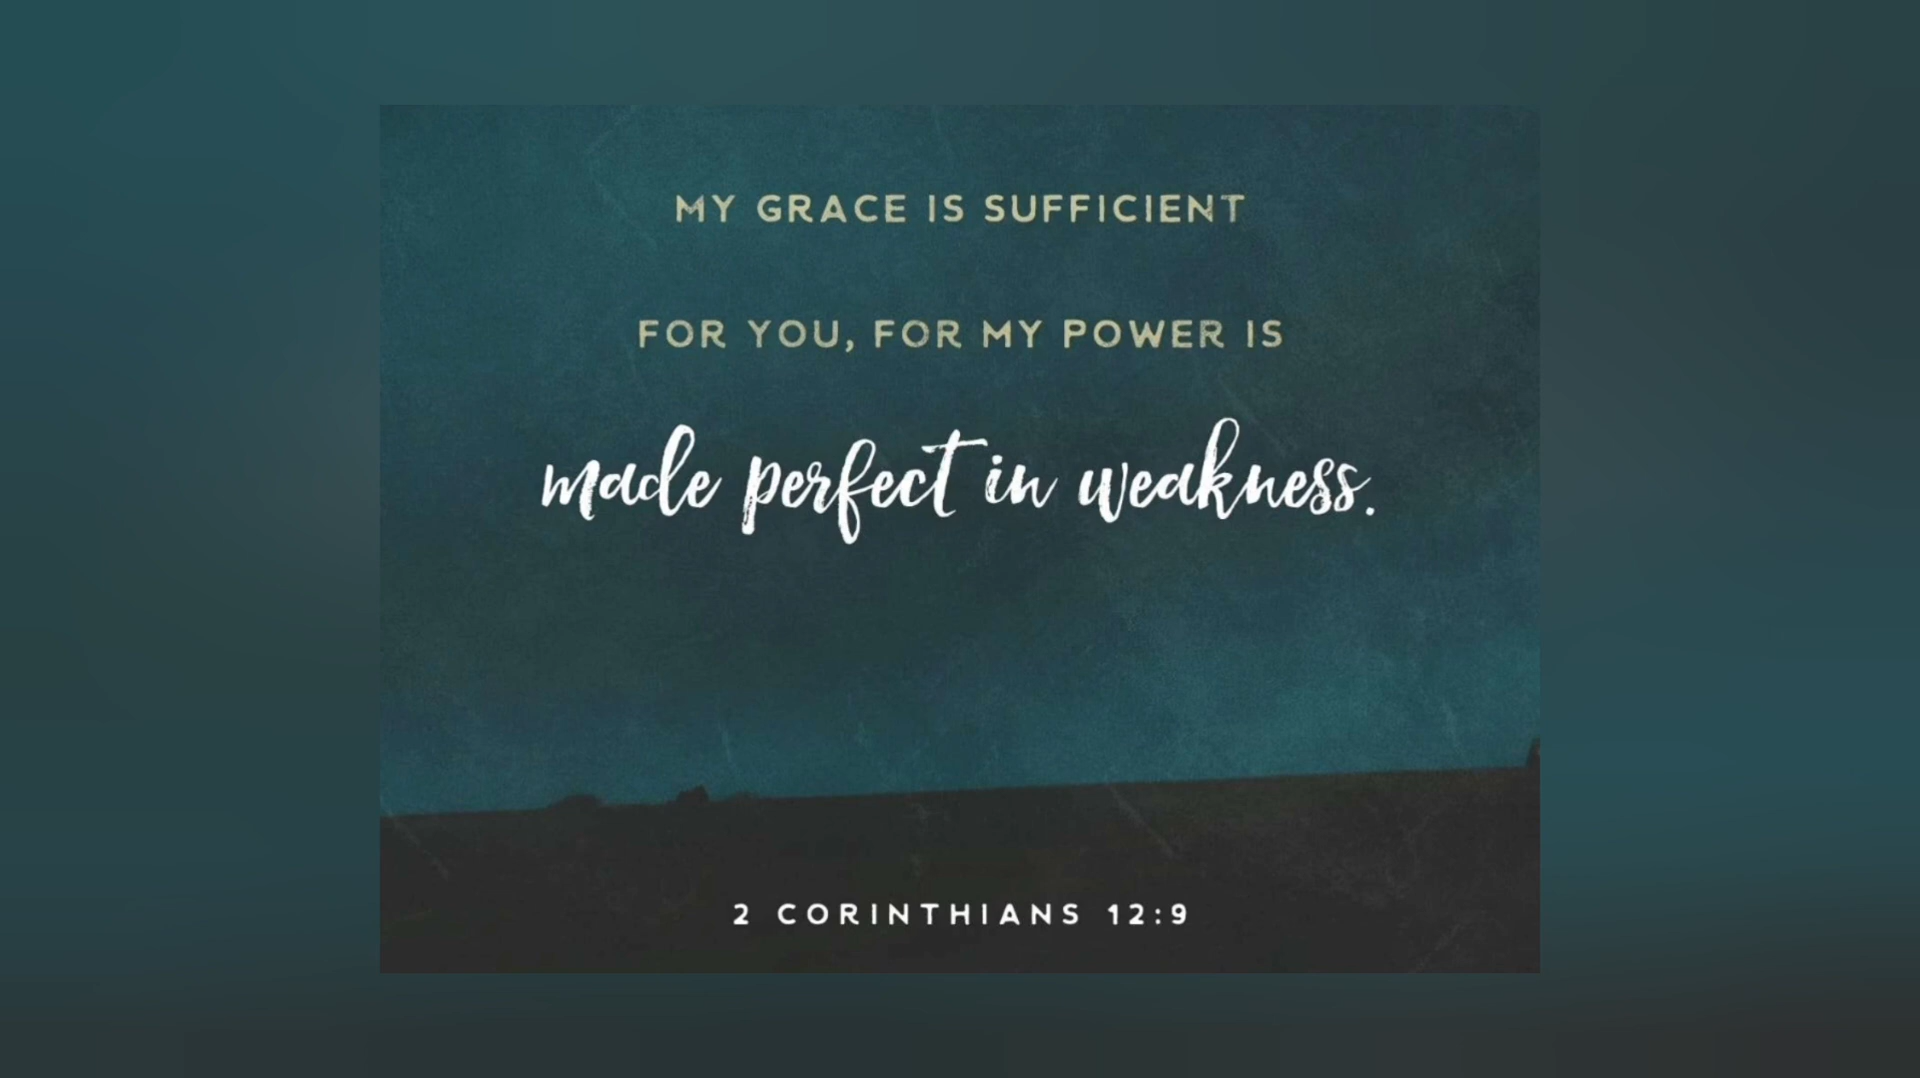 MY GRACE IS SUFFICIENT
FOR YOU, FOR MY POWER IS
made perfect in weakness.
2 CORINTHIANS 12:9